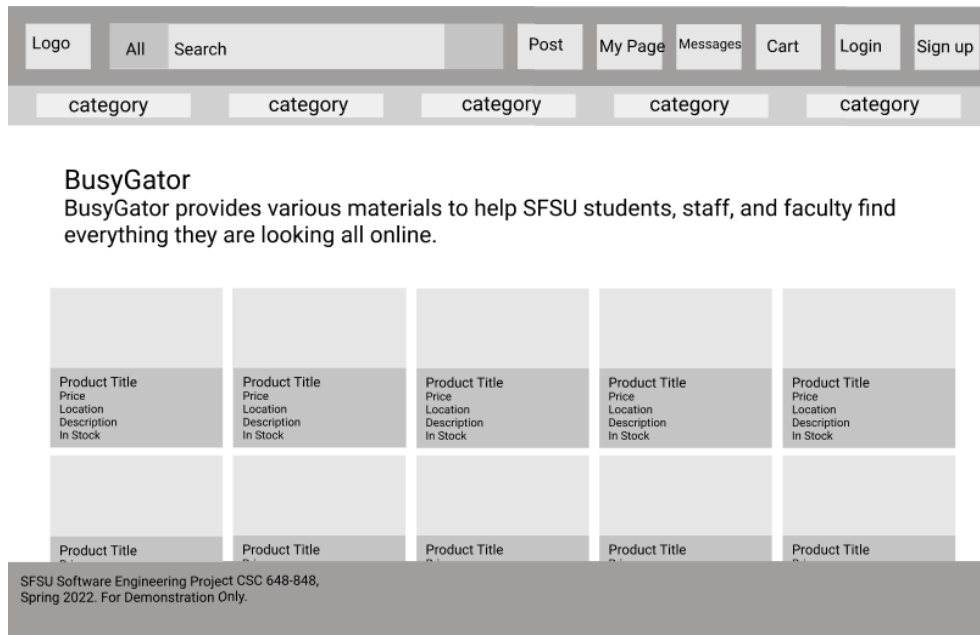 Logo
All
Search
Post
My Page
Messages
Cart
Login
Sign up
category
category
category
category
category
BusyGator
BusyGator provides various materials to help SFSU students, staff, and faculty find
everything they are looking all online.
Product Title
Price
Location
Description
In Stock
Product Title
Price
Location
Description
In Stock
Product Title
Price
Location
Description
In Stock
Product Title
Price
Location
Description
In Stock
Product Title
Price
Location
Description
In Stock
Product Title
Product Title
Product Title
Product Title
Product Title
SFSU Software Engineering Project CSC 648-848,
Spring 2022. For Demonstration Only.